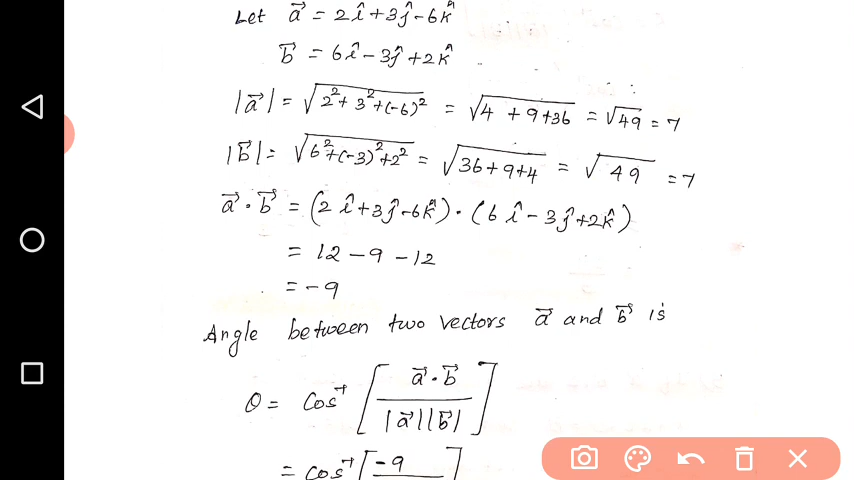 Let a⃗ = 2î+3ĵ-6k̂
b⃗ = 6î-3ĵ+2k̂
|a⃗| = √(2²+3²+(-6)²) = √(4+9+36) = √49 = 7
|b⃗| = √(6²+(-3)²+2²) = √(36+9+4) = √49 = 7
a⃗·b⃗ = (2î+3ĵ-6k̂)·(6î-3ĵ+2k̂)
= 12-9-12
= -9
Angle between two vectors a⃗ and b⃗ is
θ = Cos⁻¹[a⃗·b⃗ / |a⃗||b⃗|]
= cos⁻¹[-9